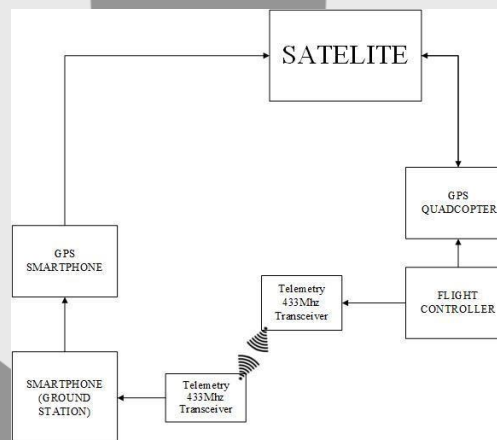 SATELITE
GPS
QUADCOPTER
GPS
SMARTPHONE
Telemetry
433Mhz
Transceiver
FLIGHT
CONTROLLER
SMARTPHONE
(GROUND
STATION)
Telemetry
433Mhz
Transceiver